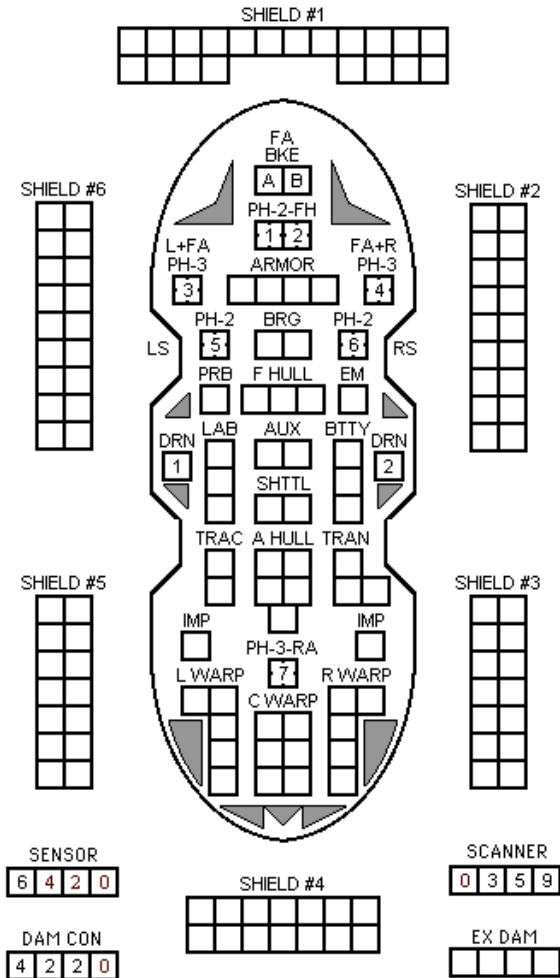 SHIELD #1
FA
BKE
A B
SHIELD #6
SHIELD #2
PH-2-FH
1 2
L+FA
PH-3
ARMOR
FA+R
PH-3
3
4
PH-2
BRG
PH-2
LS
5
6
RS
PRB
F HULL
EM
LAB
AUX
BTTY
DRN
DRN
1
2
SHTTL
TRAC
A HULL
TRAN
SHIELD #5
SHIELD #3
IMP
IMP
PH-3-RA
7
L WARP
R WARP
C WARP
SENSOR
6 4 2 0
SCANNER
0 3 5 9
SHIELD #4
DAM CON
4 2 2 0
EX DAM